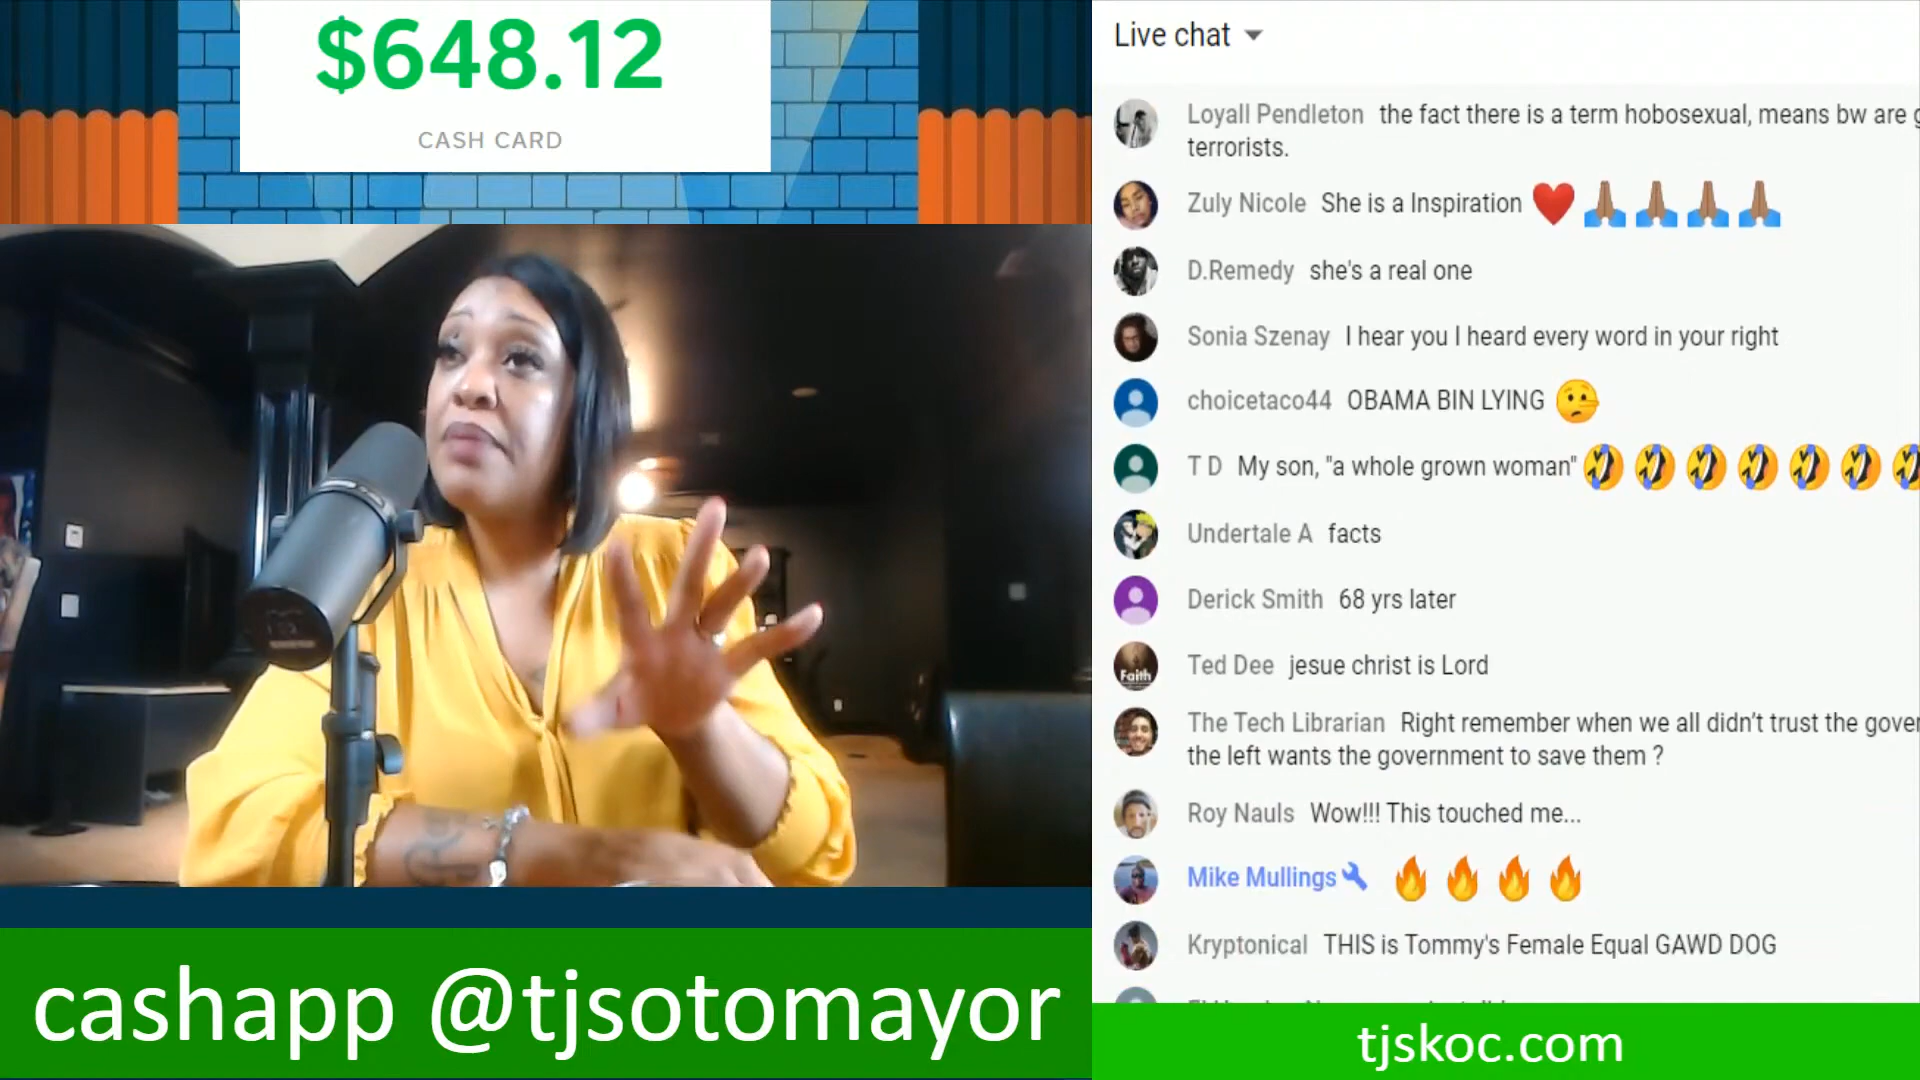 $648.12
CASH CARD
cashapp @tjsotomayor
Live chat
Loyall Pendleton the fact there is a term hobosexual, means bw are
terrorists.
Zuly Nicole She is a Inspiration ❤️🙏🏽🙏🏽🙏🏽🙏🏽
D.Remedy she's a real one
Sonia Szenay I hear you I heard every word in your right
choicetaco44 OBAMA BIN LYING 🤥
T D My son, "a whole grown woman" 🤣🤣🤣🤣🤣🤣🤣
Undertale A facts
Derick Smith 68 yrs later
Faith
Ted Dee jesue christ is Lord
The Tech Librarian Right remember when we all didn't trust the
the left wants the government to save them ?
Roy Nauls Wow!!! This touched me...
Mike Mullings 🔥🔥🔥🔥
Kryptonical THIS is Tommy's Female Equal GAWD DOG
tjskoc.com